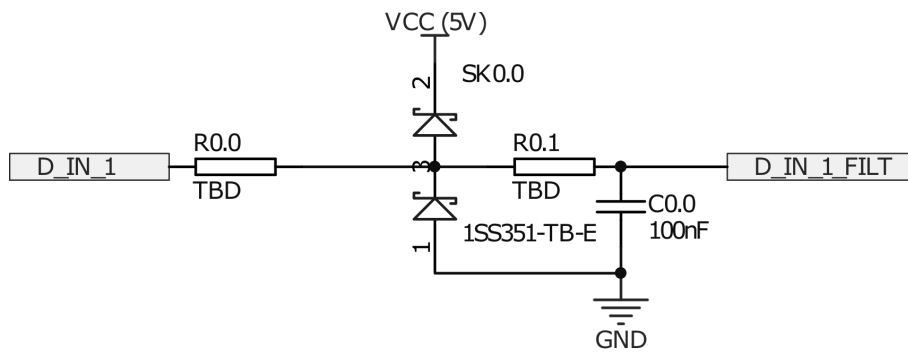 VCC (5V)
2
SK0.0
R0.0
3
R0.1
D_IN_1
D_IN_1_FILT
TBD
TBD
1
1SS351-TB-E
C0.0
100nF
GND